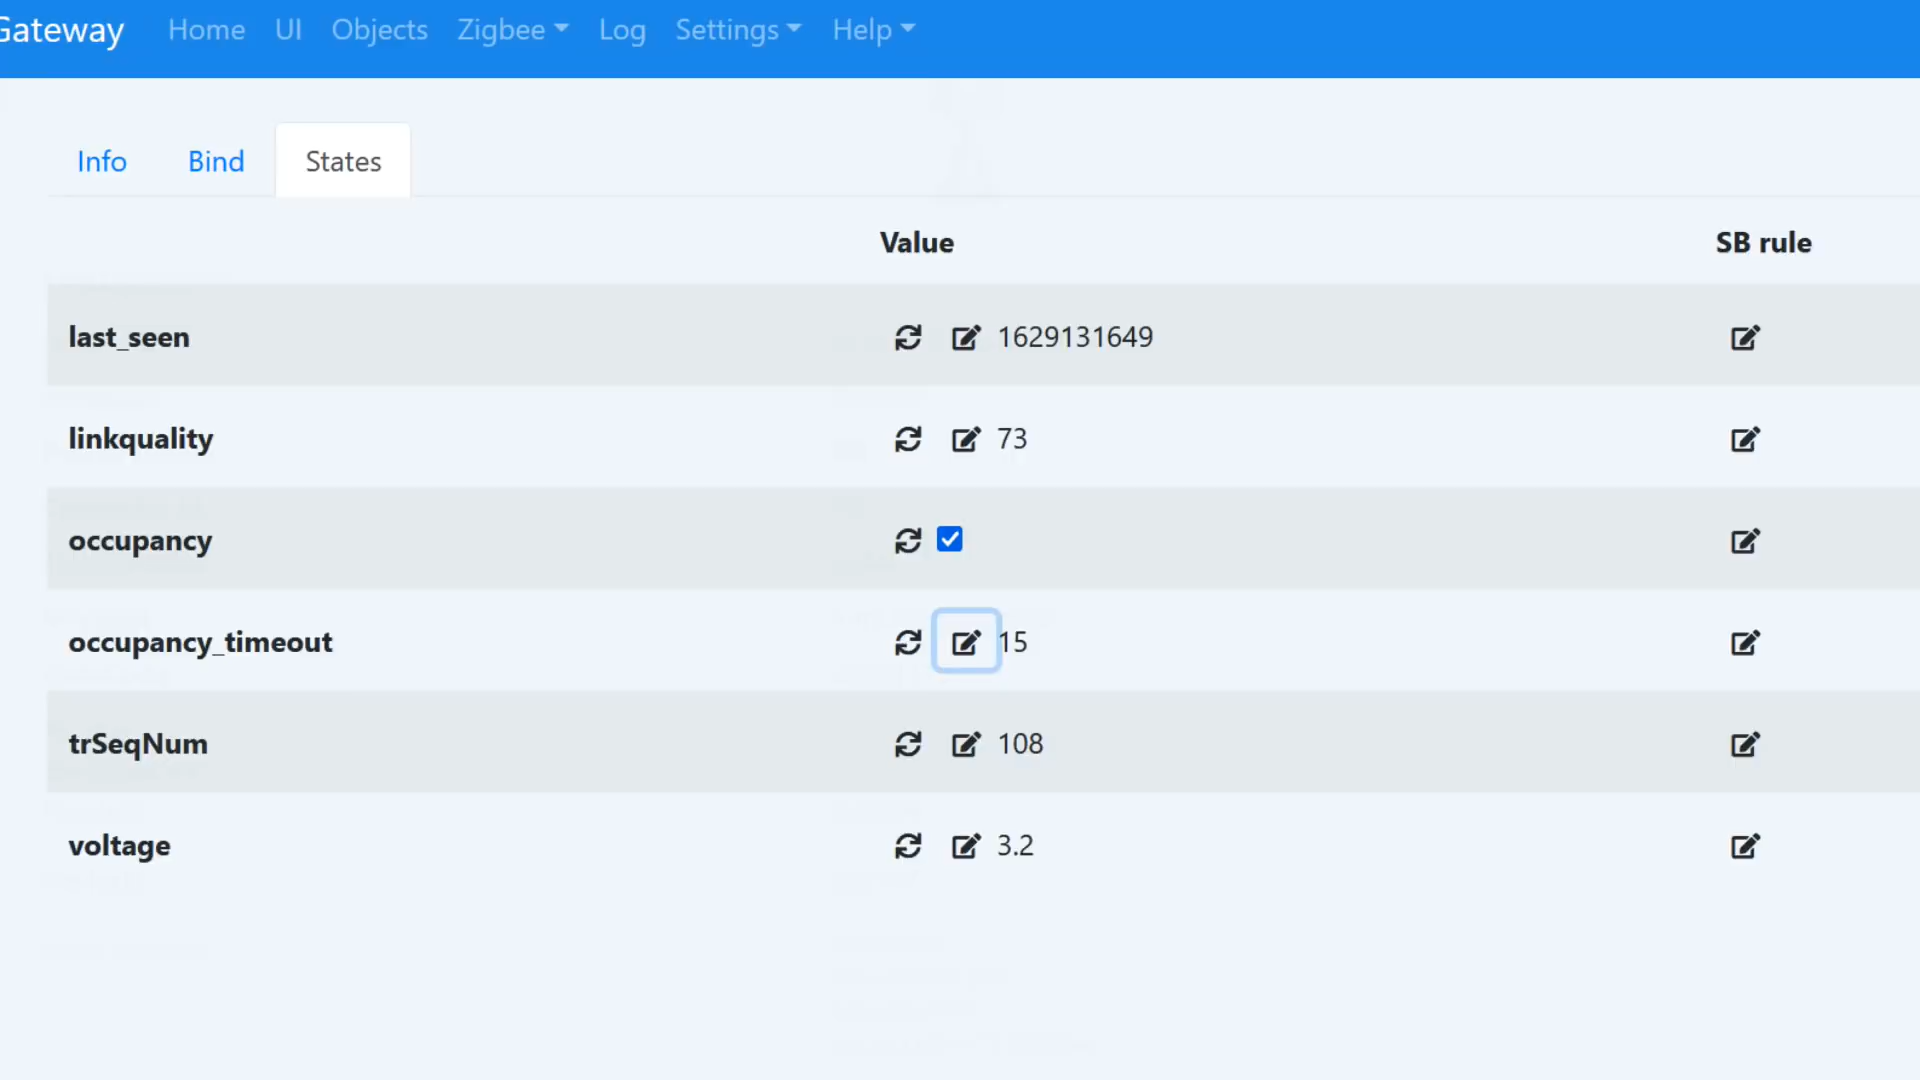 Gateway Home UI Objects Zigbee Log Settings Help
Info Bind States
Value SB rule
last_seen 1629131649
linkquality 73
occupancy
occupancy_timeout 15
trSeqNum 108
voltage 3.2